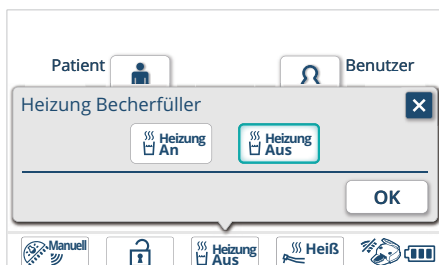 Patient
Benutzer
Heizung Becherfüller
Heizung
An
Heizung
Aus
OK
Manuell
Heizung
Aus
Heiß